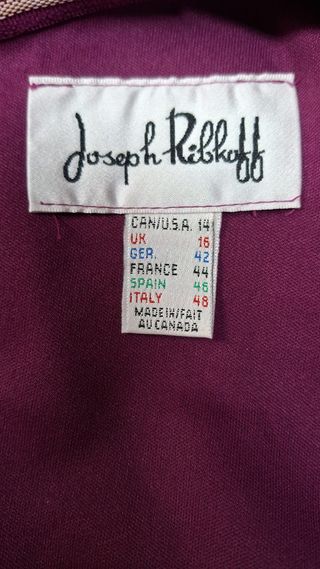 Joseph Ribkoff
CAN/U.S.A. 14
UK 16
GER. 42
FRANCE 44
SPAIN 46
ITALY 48
MADE IN/FAIT
AU CANADA